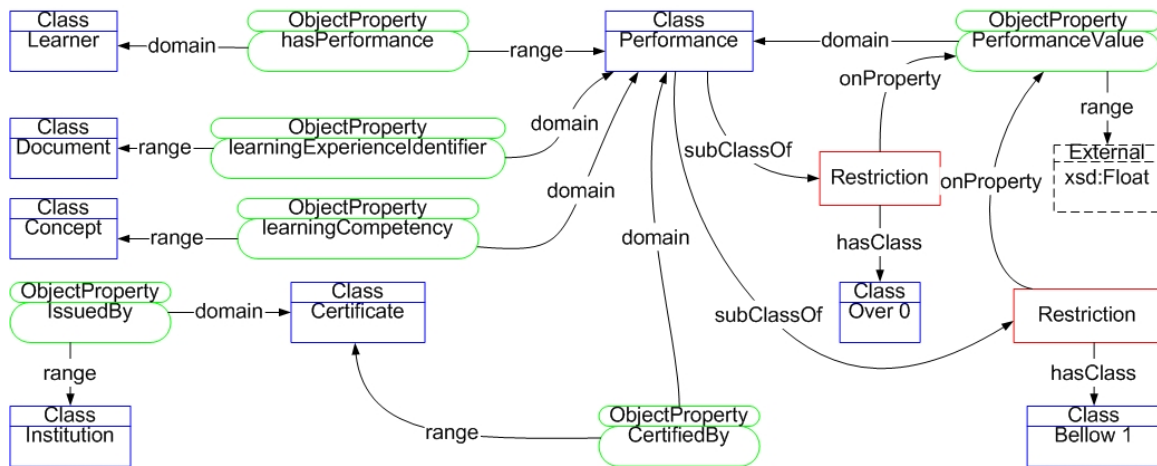 Class
Learner
domain
ObjectProperty
hasPerformance
range
Class
Performance
domain
ObjectProperty
PerformanceValue
onProperty
range
Class
Document
range
ObjectProperty
learningExperienceIdentifier
domain
subClassOf
Restriction
onProperty
External
xsd:Float
Class
Concept
range
ObjectProperty
learningCompetency
domain
domain
hasClass
ObjectProperty
IssuedBy
domain
Class
Certificate
subClassOf
Class
Over 0
Restriction
range
hasClass
Class
Institution
range
ObjectProperty
CertifiedBy
Class
Bellow 1